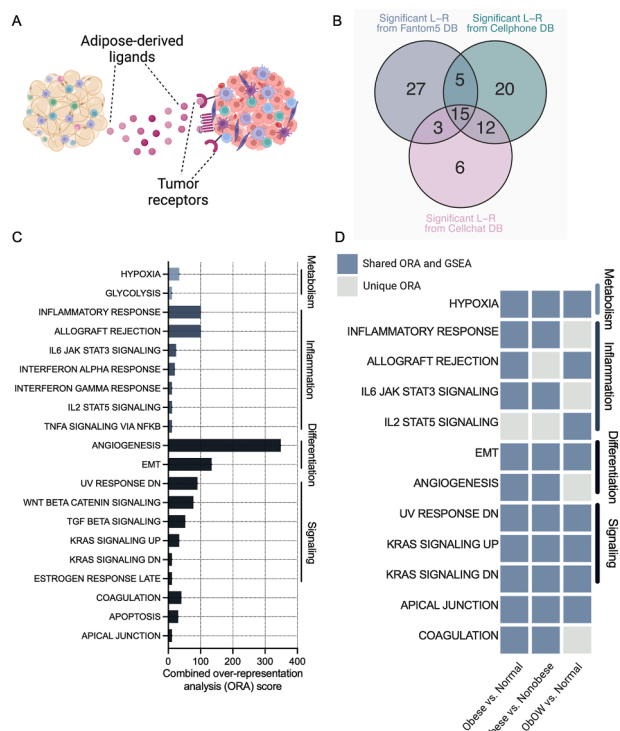 A
Adipose-derived
ligands
Tumor
receptors
B
Significant L-R
from Fantom5 DB
Significant L-R
from Cellphone DB
27
5
20
15
3
12
6
Significant L-R
from Cellchat DB
C
HYPOXIA
GLYCOLYSIS
INFLAMMATORY RESPONSE
ALLOGRAFT REJECTION
IL6 JAK STAT3 SIGNALING
INTERFERON ALPHA RESPONSE
INTERFERON GAMMA RESPONSE
IL2 STAT5 SIGNALING
TNFA SIGNALING VIA NFKB
ANGIOGENESIS
EMT
UV RESPONSE DN
WNT BETA CATENIN SIGNALING
TGF BETA SIGNALING
KRAS SIGNALING UP
KRAS SIGNALING DN
ESTROGEN RESPONSE LATE
COAGULATION
APOPTOSIS
APICAL JUNCTION
Metabolism
Inflammation
Differentiation
Signaling
0 100 200 300 400
Combined over-representation
analysis (ORA) score
D
Shared ORA and GSEA
Unique ORA
HYPOXIA
INFLAMMATORY RESPONSE
ALLOGRAFT REJECTION
IL6 JAK STAT3 SIGNALING
IL2 STAT5 SIGNALING
EMT
ANGIOGENESIS
UV RESPONSE DN
KRAS SIGNALING UP
KRAS SIGNALING DN
APICAL JUNCTION
COAGULATION
Metabolism
Inflammation
Differentiation
Signaling
Obese vs. Normal
bese vs. Nonobese
ObOW vs. Normal